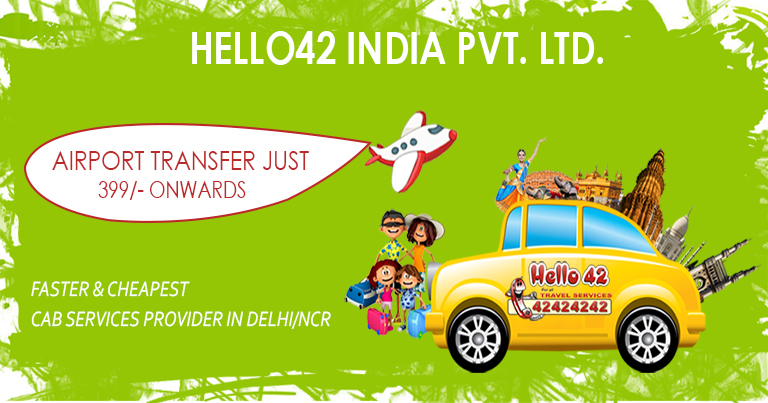 HELLO42 INDIA PVT. LTD.
AIRPORT TRANSFER JUST
399/- ONWARDS
FASTER & CHEAPEST
CAB SERVICES PROVIDER IN DELHI/NCR
Hello 42
TRAVEL SERVICES
42424242